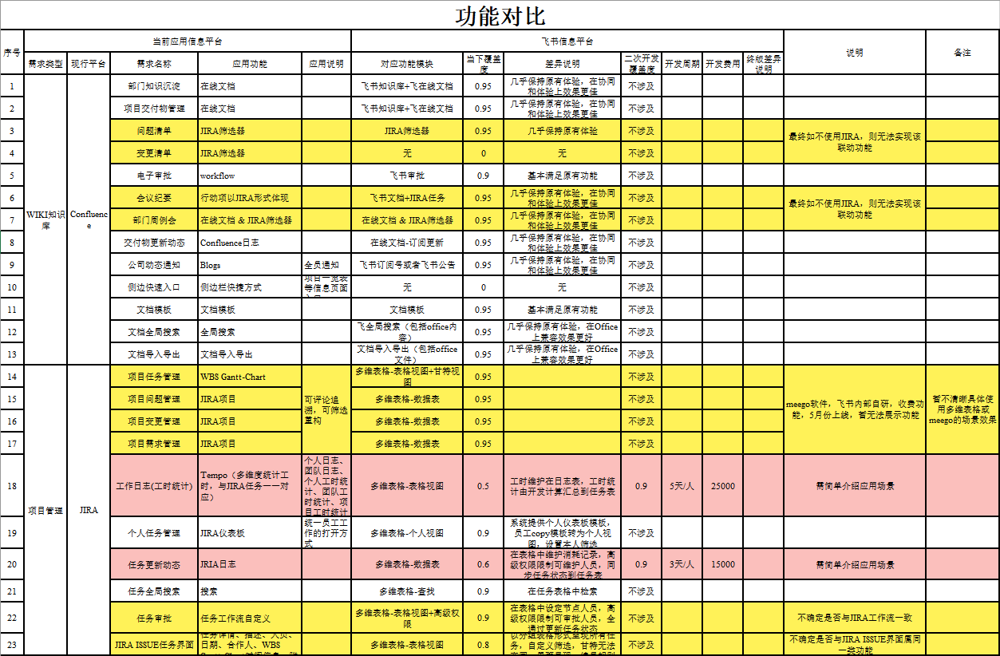 功能对比
序号 当前应用信息平台 飞书信息平台 说明 备注
需求类型 现行平台 需求名称 应用功能 应用说明 对应功能模块 当下覆盖度 差异说明 二次开发覆盖度 开发周期 开发费用 终版差异说明
WIKI知识库 Confluence
1 部门知识沉淀 在线文档 飞书知识库+飞在线文档 0.95 几乎保持原有体验，在协同和体验上效果更佳 不涉及
2 项目交付物管理 在线文档 飞书知识库+飞在线文档 0.95 几乎保持原有体验，在协同和体验上效果更佳 不涉及
3 问题清单 JIRA筛选器 JIRA筛选器 0.95 几乎保持原有体验 不涉及 最终如不使用JIRA，则无法实现该联动功能
4 变更清单 JIRA筛选器 无 0 无 不涉及
5 电子审批 workflow 飞书审批 0.9 基本满足原有功能 不涉及
6 会议纪要 行动项以JIRA形式体现 飞书文档+JIRA任务 0.95 几乎保持原有体验，在协同和体验上效果更佳 不涉及 最终如不使用JIRA，则无法实现该联动功能
7 部门周例会 在线文档 & JIRA筛选器 在线文档 & JIRA筛选器 0.95 几乎保持原有体验，在协同和体验上效果更佳 不涉及
8 交付物更新动态 Confluence日志 在线文档-订阅更新 0.95 几乎保持原有体验，在协同和体验上效果更佳 不涉及
9 公司动态通知 Blogs 全员通知 飞书订阅号或者飞书公告 0.95 几乎保持原有体验，在协同和体验上效果更佳 不涉及
10 侧边快速入口 侧边栏快捷方式 项目一览表等信息页面 无 0 无 不涉及
11 文档模板 文档模板 文档模板 0.95 基本满足原有功能 不涉及
12 文档全局搜索 全局搜索 飞全局搜索（包括office内容） 0.95 几乎保持原有体验，在Office上兼容效果更好 不涉及
13 文档导入导出 文档导入导出 文档导入导出（包括office文件） 0.95 几乎保持原有体验，在Office上兼容效果更好 不涉及
项目管理 JIRA
14 项目任务管理 WBS Gantt-Chart 可评论追溯，可筛选重构 多维表格-表格视图+甘特视图 0.95 不涉及 meego软件，飞书内部自研，收费功能，5月份上线，暂无法展示功能 暂不清晰具体使用多维表格或meego的场景效果
15 项目问题管理 JIRA项目 多维表格-数据表 0.95 不涉及
16 项目变更管理 JIRA项目 多维表格-数据表 0.95 不涉及
17 项目需求管理 JIRA项目 多维表格-数据表 0.95 不涉及
18 工作日志(工时统计) Tempo（多维度统计工时，与JIRA任务一一对应） 个人日志、团队日志、个人工时统计、团队工时统计、项目工时统计 多维表格-表格视图 0.5 工时维护在日志表，工时统计由开发计算汇总到任务表 0.9 5天/人 25000 需简单介绍应用场景
19 个人任务管理 JIRA仪表板 统一员工工作的打开方式 多维表格-个人视图 0.9 系统提供个人仪表板模板，员工copy模板转为个人视图，设置本人筛选 不涉及
20 任务更新动态 JRIA日志 多维表格-数据表 0.6 在表格中维护消耗记录，高级权限限制可维护人员，同步任务状态到任务表 0.9 3天/人 15000 需简单介绍应用场景
21 任务全局搜索 搜索 多维表格-查找 0.9 在任务表格中检索 不涉及
22 任务审批 任务工作流自定义 多维表格-表格视图+高级权限 0.9 在表格中设定节点人员，高级权限限制可审批人员，全通过更新任务状态 不涉及 不确定是否与JIRA工作流一致
23 JIRA ISSUE任务界面 任务详情、描述、人员、日期、合作人、WBS 多维表格-表格视图 0.8 以分组表格形式呈现所有任务，自定义筛选，甘特无法 不涉及 不确定是否与JIRA ISSUE界面属同一类功能